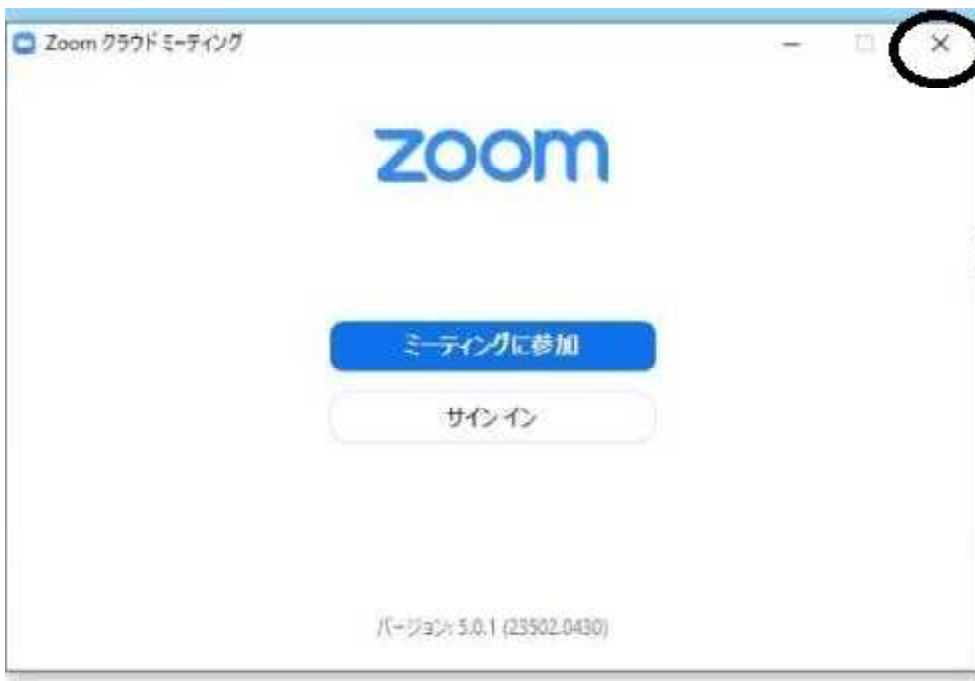 Zoom クラウド ミーティング
zoom
ミーティングに参加
サイン イン
バージョン: 5.0.1 (23502.0430)